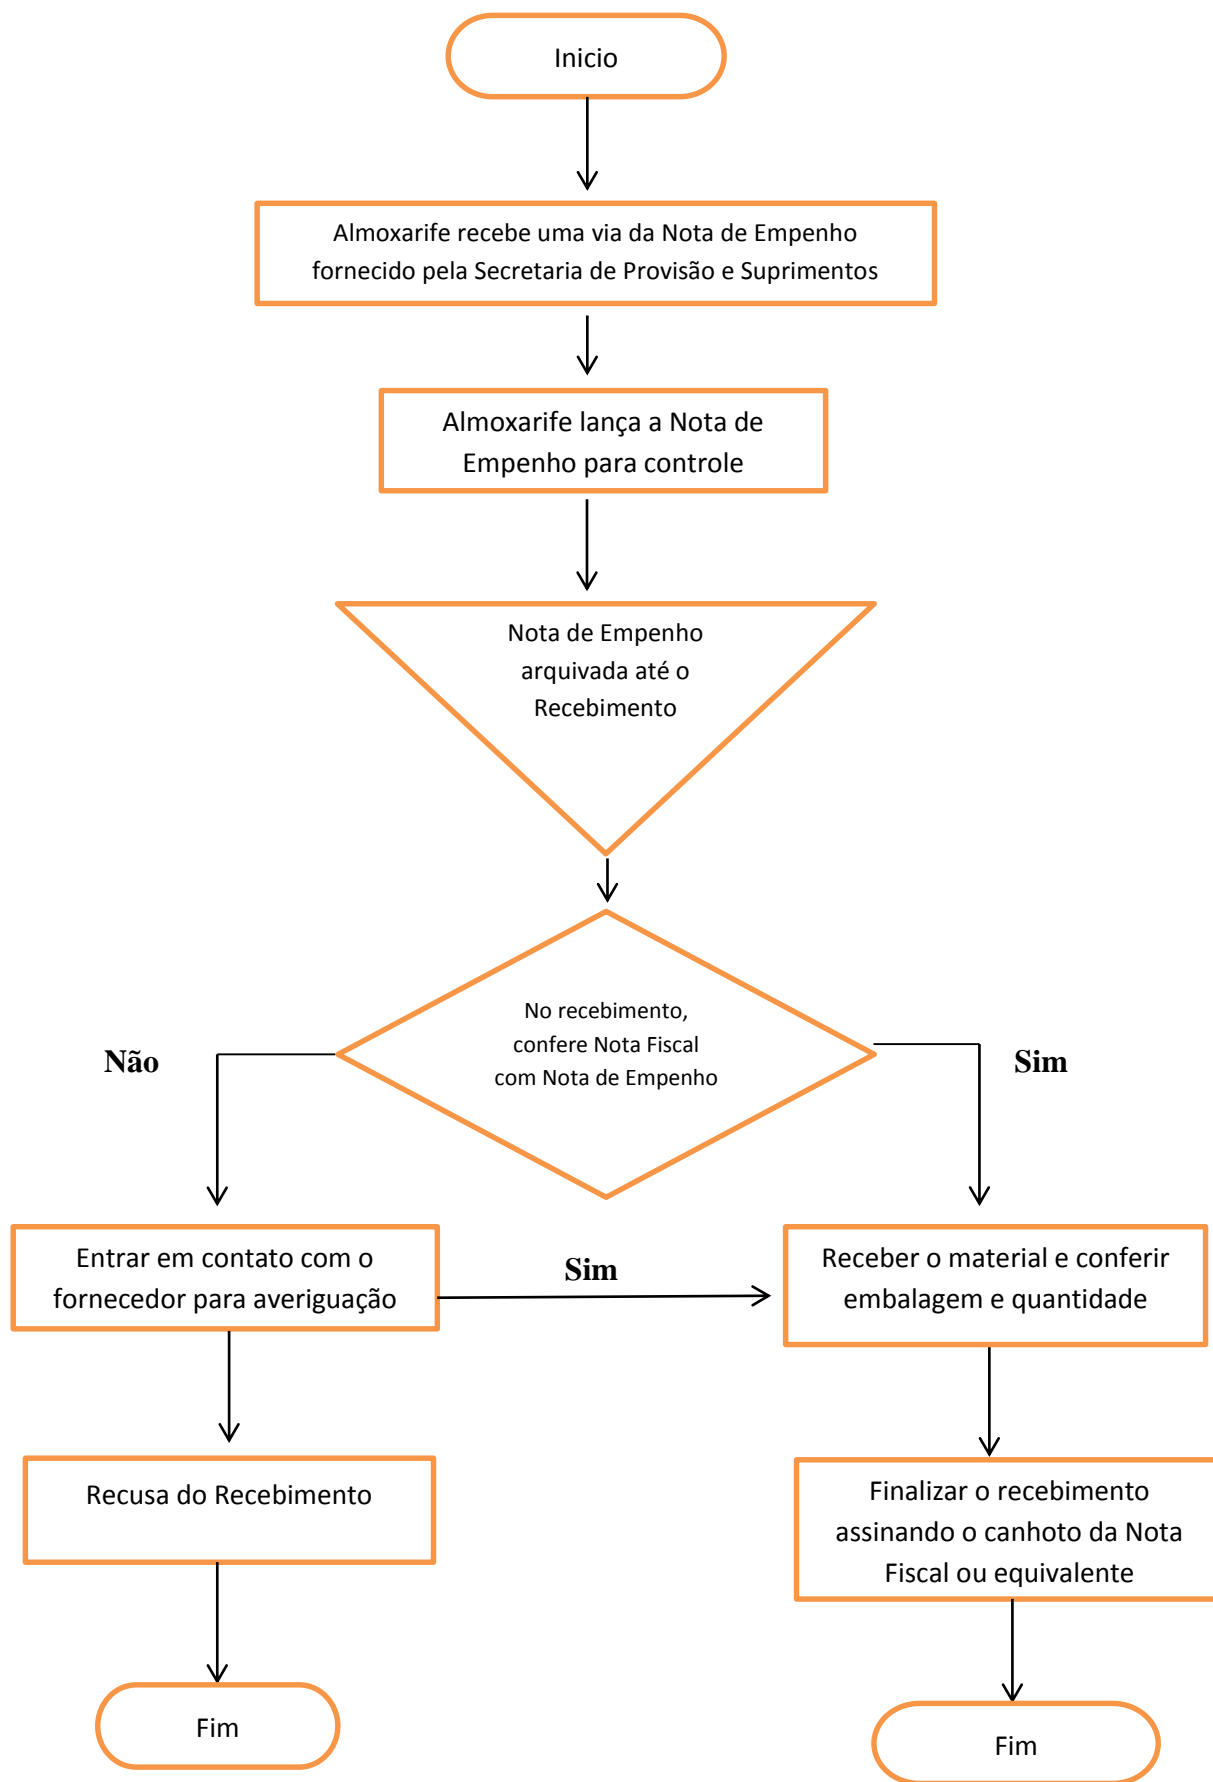 Inicio
Almoxarife recebe uma via da Nota de Empenho
fornecido pela Secretaria de Provisão e Suprimentos
Almoxarife lança a Nota de
Empenho para controle
Nota de Empenho
arquivada até o
Recebimento
No recebimento,
confere Nota Fiscal
com Nota de Empenho
Não
Sim
Entrar em contato com o
fornecedor para averiguação
Sim
Receber o material e conferir
embalagem e quantidade
Recusa do Recebimento
Finalizar o recebimento
assinando o canhoto da Nota
Fiscal ou equivalente
Fim
Fim